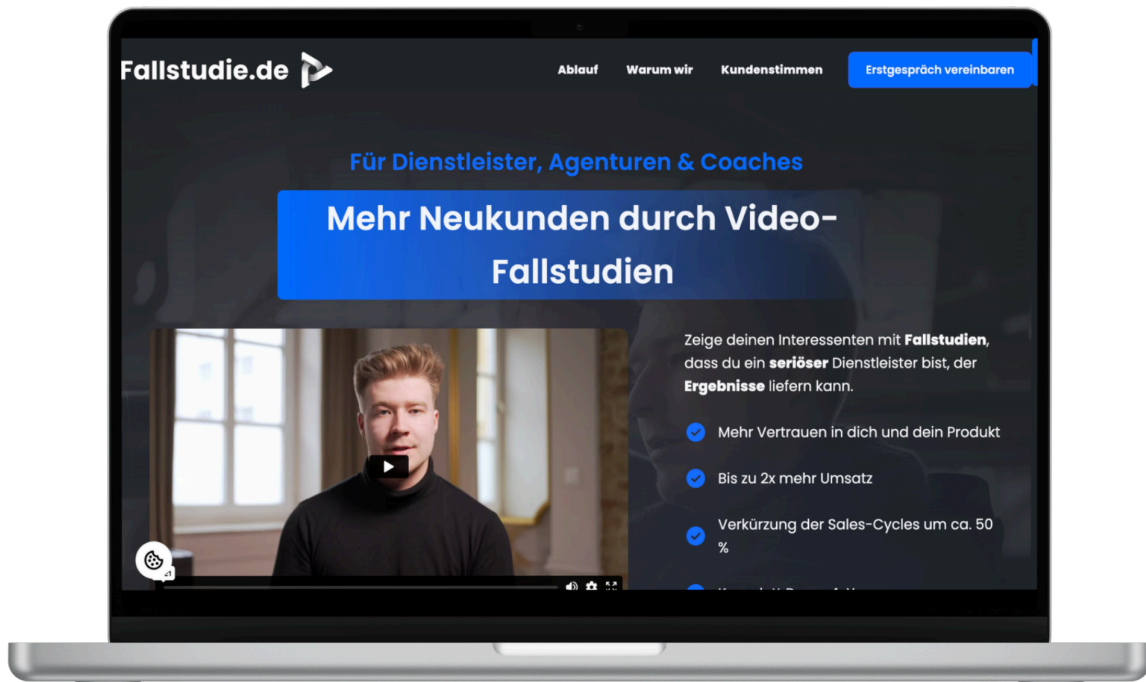 Fallstudie.de
Ablauf
Warum wir
Kundenstimmen
Erstgespräch vereinbaren
Für Dienstleister, Agenturen & Coaches
Mehr Neukunden durch Video-
Fallstudien
Zeige deinen Interessenten mit Fallstudien,
dass du ein seriöser Dienstleister bist, der
Ergebnisse liefern kann.
Mehr Vertrauen in dich und dein Produkt
Bis zu 2x mehr Umsatz
Verkürzung der Sales-Cycles um ca. 50
%